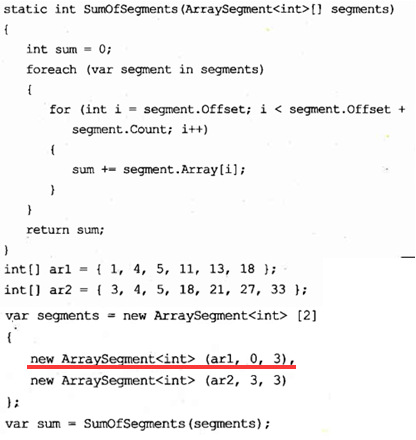 static int SumOfSegments(ArraySegment<int>[] segments)
{
int sum = 0;
foreach (var segment in segments)
{
for (int i = segment.Offset; i < segment.Offset +
segment.Count; i++)
{
sum += segment.Array[i];
}
}
return sum;
}
int[] ar1 = { 1, 4, 5, 11, 13, 18 };
int[] ar2 = { 3, 4, 5, 18, 21, 27, 33 };
var segments = new ArraySegment<int> [2]
{
new ArraySegment<int> (ar1, 0, 3),
new ArraySegment<int> (ar2, 3, 3)
};
var sum = SumOfSegments(segments);